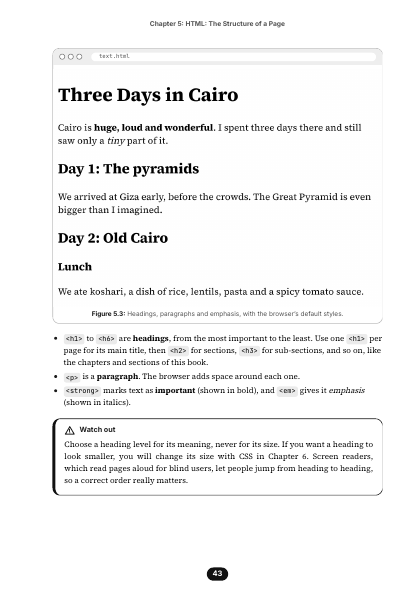 Chapter 5: HTML: The Structure of a Page
text.html
Three Days in Cairo
Cairo is huge, loud and wonderful. I spent three days there and still
saw only a tiny part of it.
Day 1: The pyramids
We arrived at Giza early, before the crowds. The Great Pyramid is even
bigger than I imagined.
Day 2: Old Cairo
Lunch
We ate koshari, a dish of rice, lentils, pasta and a spicy tomato sauce.
Figure 5.3: Headings, paragraphs and emphasis, with the browser's default styles.
• <h1> to <h6> are headings, from the most important to the least. Use one <h1> per
page for its main title, then <h2> for sections, <h3> for sub-sections, and so on, like
the chapters and sections of this book.
• <p> is a paragraph. The browser adds space around each one.
• <strong> marks text as important (shown in bold), and <em> gives it emphasis
(shown in italics).
Watch out
Choose a heading level for its meaning, never for its size. If you want a heading to
look smaller, you will change its size with CSS in Chapter 6. Screen readers,
which read pages aloud for blind users, let people jump from heading to heading,
so a correct order really matters.
43